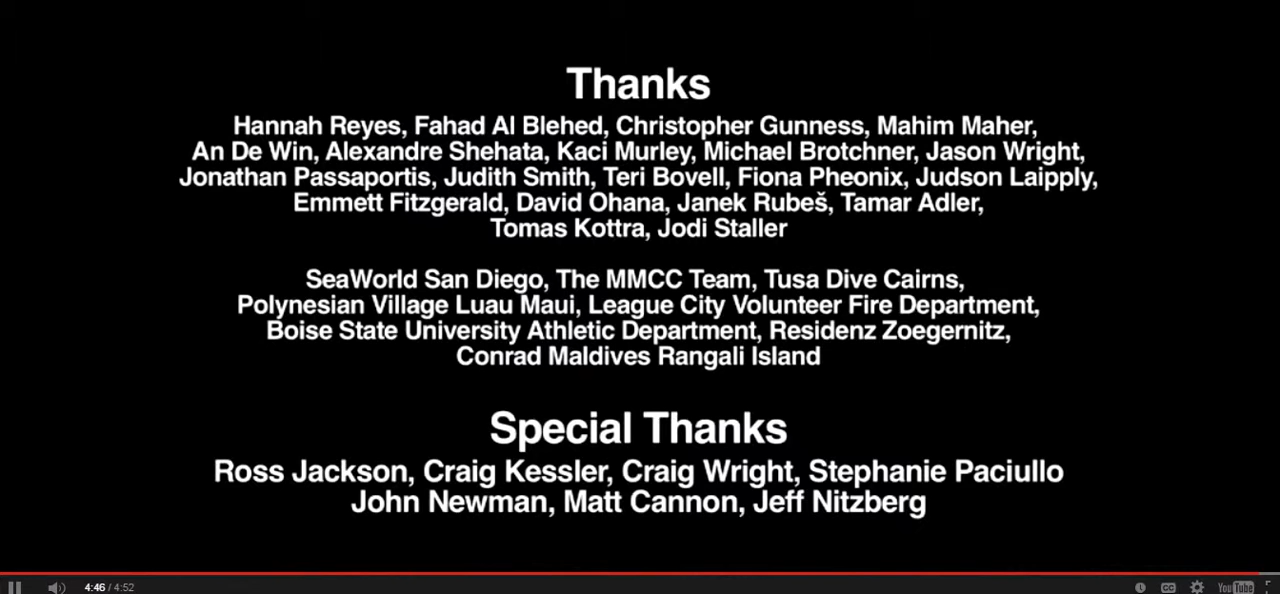 Thanks
Hannah Reyes, Fahad Al Blehed, Christopher Gunness, Mahim Maher,
An De Win, Alexandre Shehata, Kaci Murley, Michael Brotchner, Jason Wright,
Jonathan Passaportis, Judith Smith, Teri Bovell, Fiona Pheonix, Judson Laipply,
Emmett Fitzgerald, David Ohana, Janek Rubeš, Tamar Adler,
Tomas Kottra, Jodi Staller
SeaWorld San Diego, The MMCC Team, Tusa Dive Cairns,
Polynesian Village Luau Maui, League City Volunteer Fire Department,
Boise State University Athletic Department, Residenz Zoegernitz,
Conrad Maldives Rangali Island
Special Thanks
Ross Jackson, Craig Kessler, Craig Wright, Stephanie Paciullo
John Newman, Matt Cannon, Jeff Nitzberg
4:46 / 4:52 CC YouTube